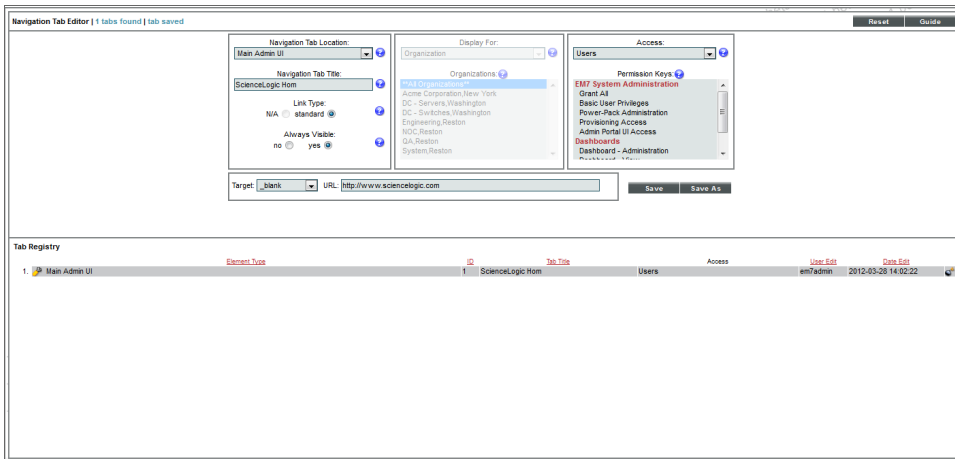 Navigation Tab Editor | 1 tabs found | tab saved
Reset Guide
Navigation Tab Location:
Main Admin UI
Navigation Tab Title:
ScienceLogic Hom
Link Type:
N/A standard
Always Visible:
no yes
Display For:
Organization
Organizations:
**All Organizations**
Acme Corporation,New York
DC - Servers,Washington
DC - Switches,Washington
Engineering,Reston
NOC,Reston
QA,Reston
System,Reston
Access:
Users
Permission Keys:
EM7 System Administration
Grant All
Basic User Privileges
Power-Pack Administration
Provisioning Access
Admin Portal UI Access
Dashboards
Dashboard - Administration
Target: _blank URL: http://www.sciencelogic.com
Save Save As
Tab Registry
Element Type ID Tab Title Access User Edit Date Edit
1. Main Admin UI 1 ScienceLogic Hom Users em7admin 2012-03-28 14:02:22